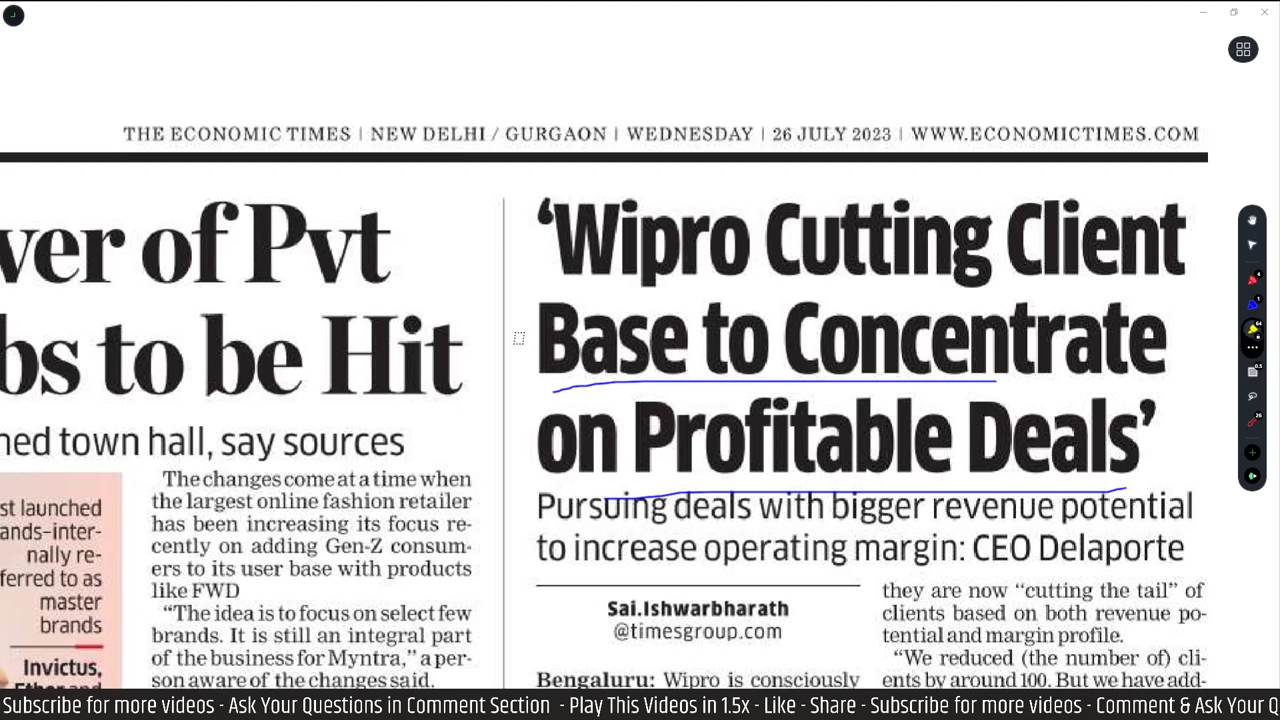 THE ECONOMIC TIMES | NEW DELHI / GURGAON | WEDNESDAY | 26 JULY 2023 | WWW.ECONOMICTIMES.COM
ver of Pvt
bs to be Hit
ned town hall, say sources
st launched
ands-inter-
nally re-
ferred to as
master
brands
Invictus,
The changes come at a time when
the largest online fashion retailer
has been increasing its focus re-
cently on adding Gen-Z consum-
ers to its user base with products
like FWD
“The idea is to focus on select few
brands. It is still an integral part
of the business for Myntra,” a per-
son aware of the changes said.
‘Wipro Cutting Client
Base to Concentrate
on Profitable Deals’
Pursuing deals with bigger revenue potential
to increase operating margin: CEO Delaporte
Sai.Ishwarbharath
@timesgroup.com
Bengaluru: Wipro is consciously
they are now “cutting the tail” of
clients based on both revenue po-
tential and margin profile.
“We reduced (the number of) cli-
ents by around 100. But we have add-
Subscribe for more videos - Ask Your Questions in Comment Section - Play This Videos in 1.5x - Like - Share - Subscribe for more videos - Comment & Ask Your Q